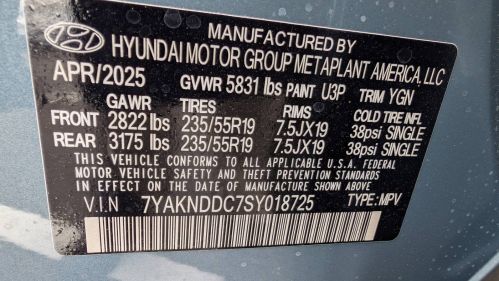 MANUFACTURED BY
HYUNDAI MOTOR GROUP METAPLANT AMERICA, LLC
APR/2025 GVWR 5831 lbs PAINT U3P TRIM YGN
GAWR TIRES RIMS COLD TIRE INFL
FRONT 2822 lbs 235/55R19 7.5JX19 38psi SINGLE
REAR 3175 lbs 235/55R19 7.5JX19 38psi SINGLE
THIS VEHICLE CONFORMS TO ALL APPLICABLE U.S.A. FEDERAL
MOTOR VEHICLE SAFETY AND THEFT PREVENTION STANDARDS
IN EFFECT ON THE DATE OF MANUFACTURE SHOWN ABOVE.
V.I.N 7YAKNDDC7SY018725 TYPE: MPV